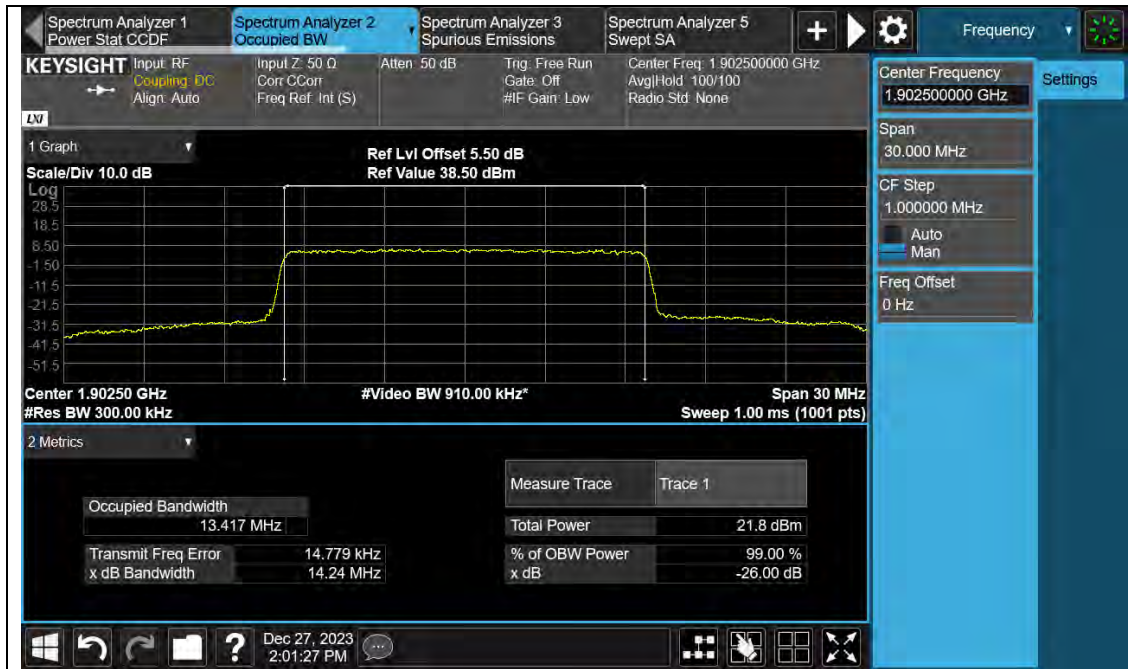 Spectrum Analyzer 1
Power Stat CCDF
Spectrum Analyzer 2
Occupied BW
Spectrum Analyzer 3
Spurious Emissions
Spectrum Analyzer 5
Swept SA
+
Frequency
KEYSIGHT
Input: RF
Coupling: DC
Align: Auto
Input Z: 50 Ω
Corr CCorr
Freq Ref: Int (S)
Atten: 50 dB
Trig: Free Run
Gate: Off
#IF Gain: Low
Center Freq: 1.902500000 GHz
Avg|Hold: 100/100
Radio Std: None
LXI
Center Frequency
1.902500000 GHz
Settings
Span
30.000 MHz
CF Step
1.000000 MHz
Auto
Man
Freq Offset
0 Hz
1 Graph
Scale/Div 10.0 dB
Ref Lvl Offset 5.50 dB
Ref Value 38.50 dBm
Log
28.5
18.5
8.50
-1.50
-11.5
-21.5
-31.5
-41.5
-51.5
Center 1.90250 GHz
#Video BW 910.00 kHz*
Span 30 MHz
#Res BW 300.00 kHz
Sweep 1.00 ms (1001 pts)
2 Metrics
Measure Trace
Trace 1
Occupied Bandwidth
13.417 MHz
Total Power
21.8 dBm
Transmit Freq Error
14.779 kHz
% of OBW Power
99.00 %
x dB Bandwidth
14.24 MHz
x dB
-26.00 dB
?
Dec 27, 2023
2:01:27 PM